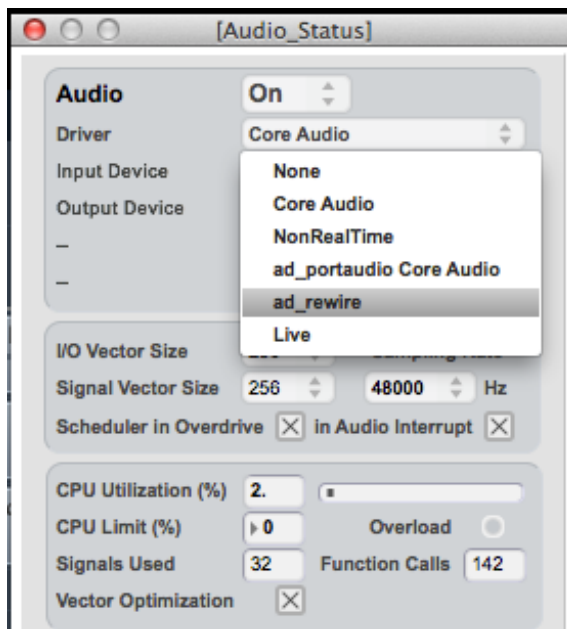 [Audio_Status]
Audio On
Driver Core Audio
Input Device None
Output Device Core Audio
– NonRealTime
– ad_portaudio Core Audio
ad_rewire
Live
I/O Vector Size
Signal Vector Size 256 48000 Hz
Scheduler in Overdrive in Audio Interrupt
CPU Utilization (%) 2.
CPU Limit (%) 0 Overload
Signals Used 32 Function Calls 142
Vector Optimization